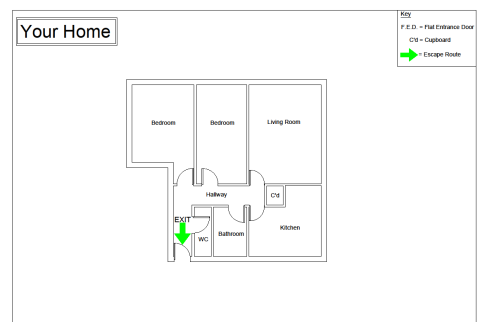 Your Home
Key
F.E.D. = Flat Entrance Door
C'd = Cupboard
= Escape Route
Bedroom
Bedroom
Living Room
Hallway
C'd
EXIT
WC
Bathroom
Kitchen